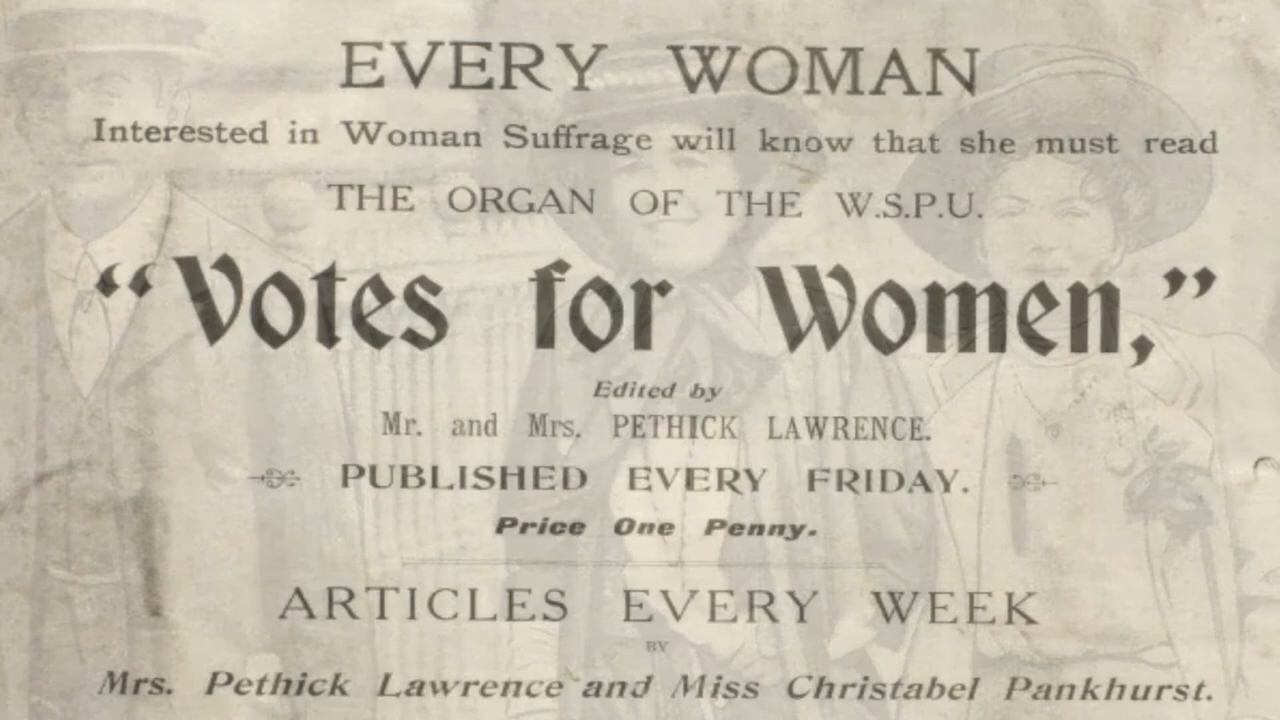 EVERY WOMAN
Interested in Woman Suffrage will know that she must read
THE ORGAN OF THE W.S.P.U.
“Votes for Women,”
Edited by
Mr. and Mrs. PETHICK LAWRENCE.
PUBLISHED EVERY FRIDAY.
Price One Penny.
ARTICLES EVERY WEEK
BY
Mrs. Pethick Lawrence and Miss Christabel Pankhurst.